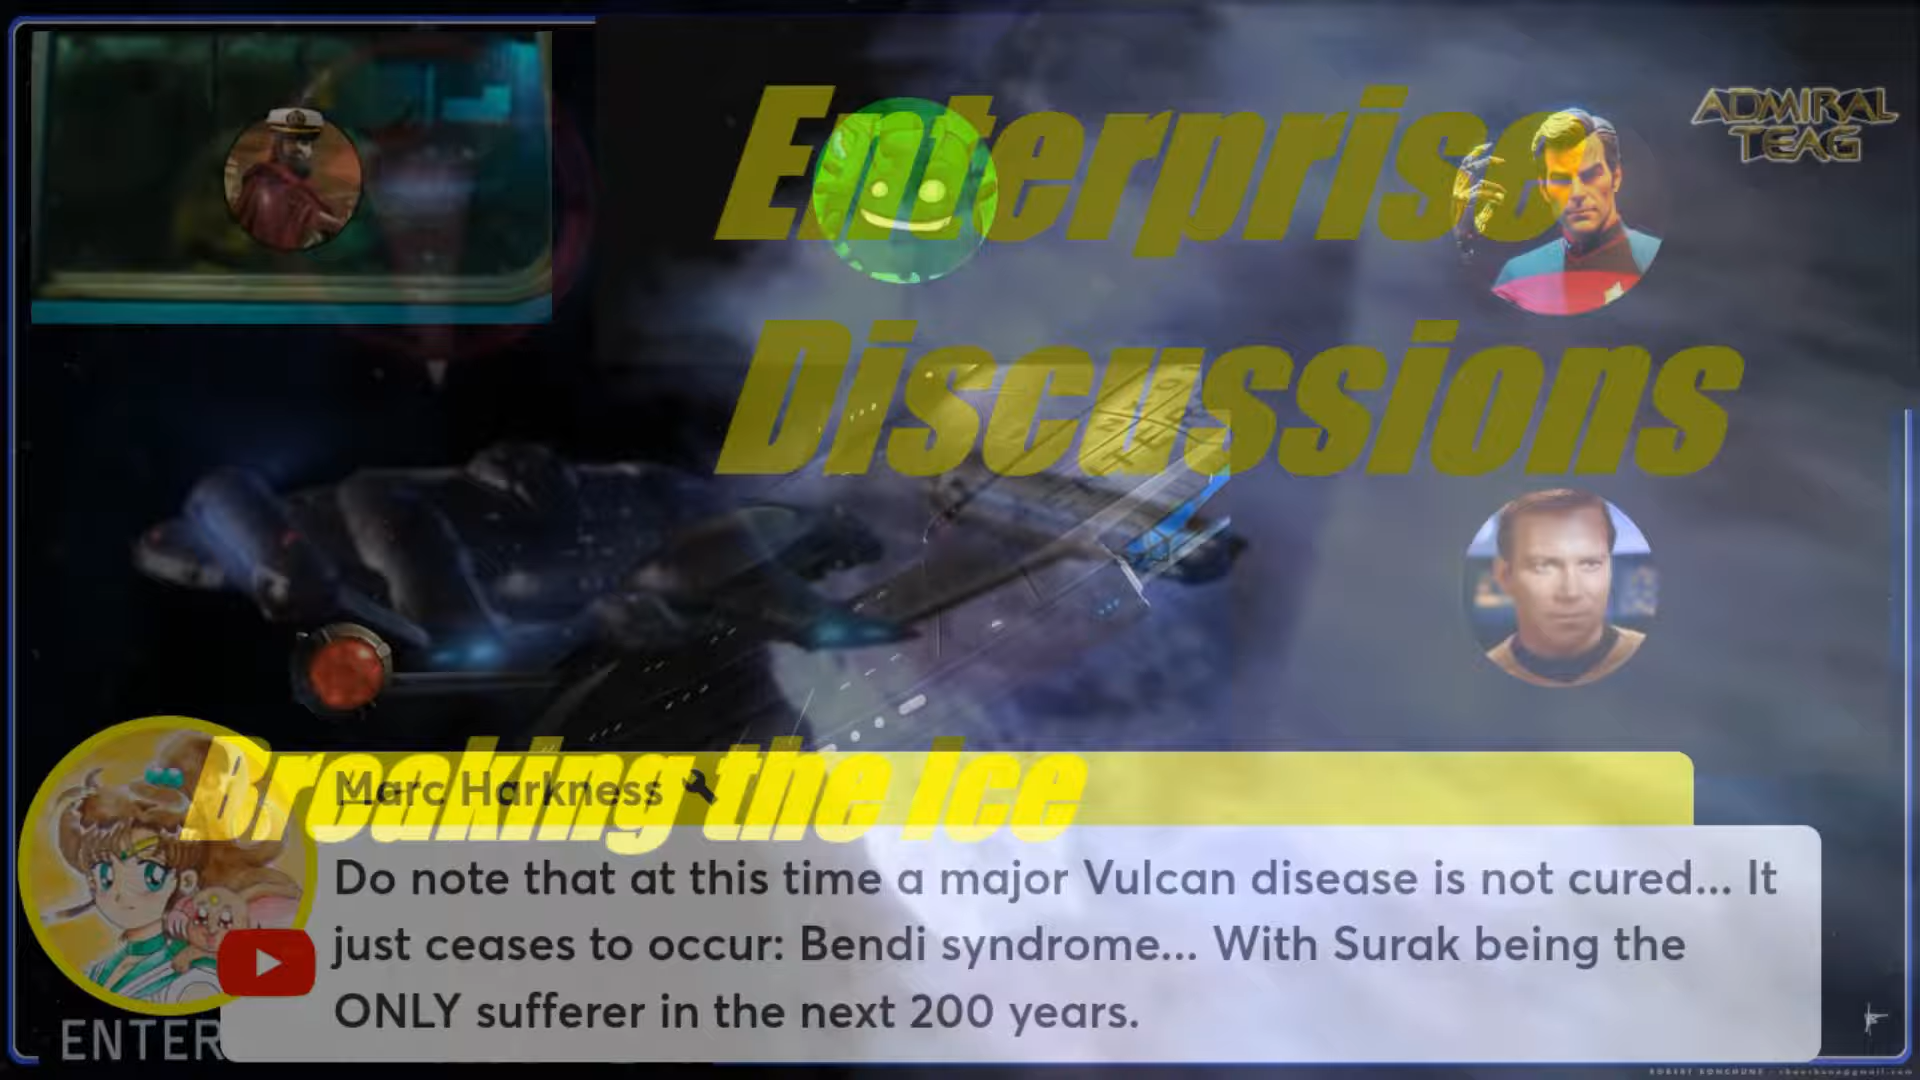 Enterprise
ADMIRAL
TEAG
Discussions
Breaking the Ice
Marc Harkness
Do note that at this time a major Vulcan disease is not cured... It
just ceases to occur: Bendi syndrome... With Surak being the
ONLY sufferer in the next 200 years.
ENTER